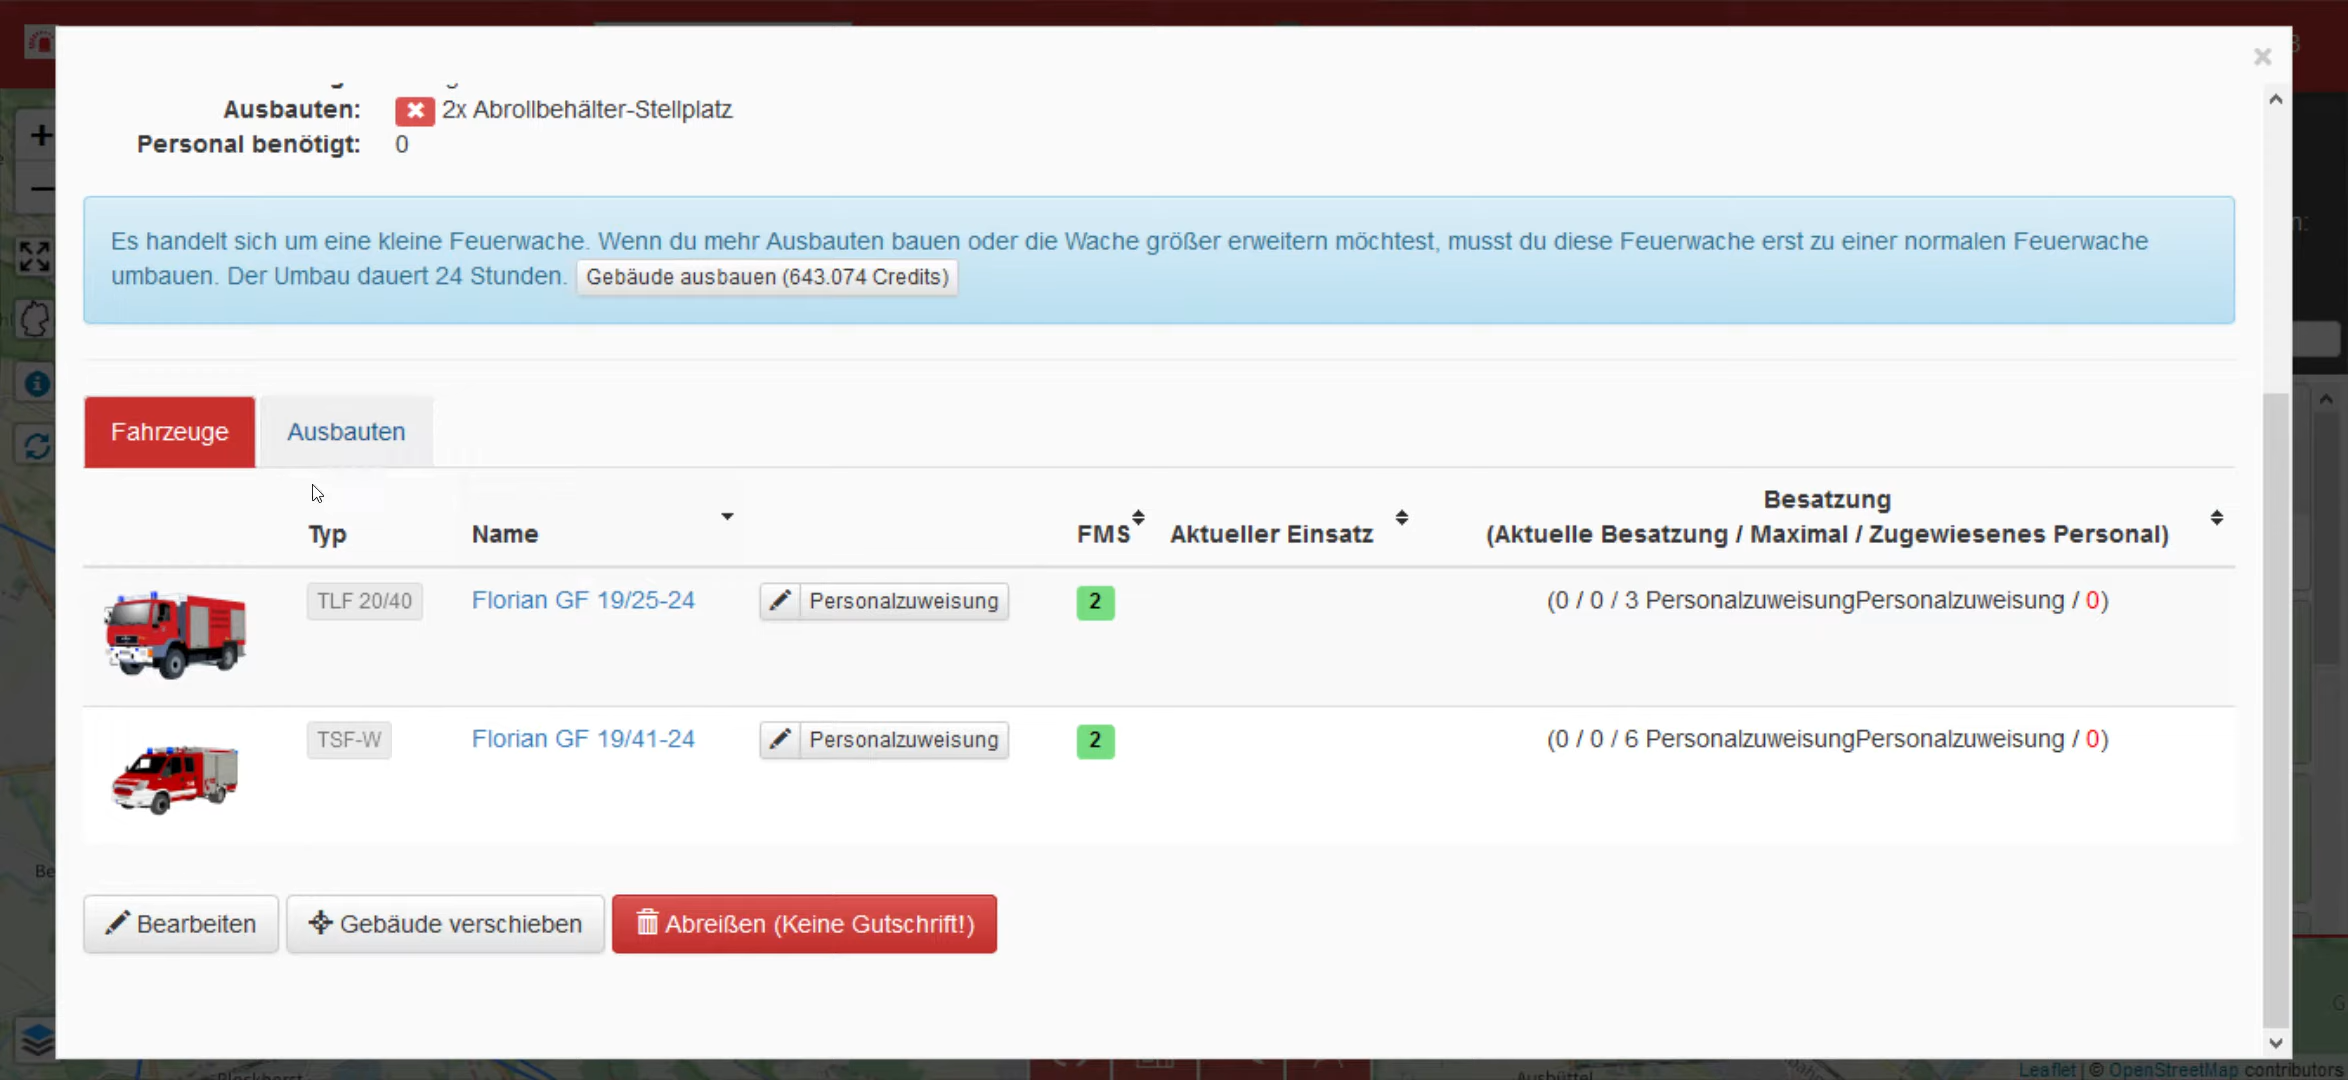 Ausbauten: 2x Abrollbehälter-Stellplatz
Personal benötigt: 0
Es handelt sich um eine kleine Feuerwache. Wenn du mehr Ausbauten bauen oder die Wache größer erweitern möchtest, musst du diese Feuerwache erst zu einer normalen Feuerwache
umbauen. Der Umbau dauert 24 Stunden. Gebäude ausbauen (643.074 Credits)
Fahrzeuge Ausbauten
Besatzung
Typ Name FMS Aktueller Einsatz (Aktuelle Besatzung / Maximal / Zugewiesenes Personal)
TLF 20/40 Florian GF 19/25-24 Personalzuweisung 2 (0 / 0 / 3 PersonalzuweisungPersonalzuweisung / 0)
TSF-W Florian GF 19/41-24 Personalzuweisung 2 (0 / 0 / 6 PersonalzuweisungPersonalzuweisung / 0)
Be
Bearbeiten Gebäude verschieben Abreißen (Keine Gutschrift!)
Leaflet | © OpenStreetMap contributors